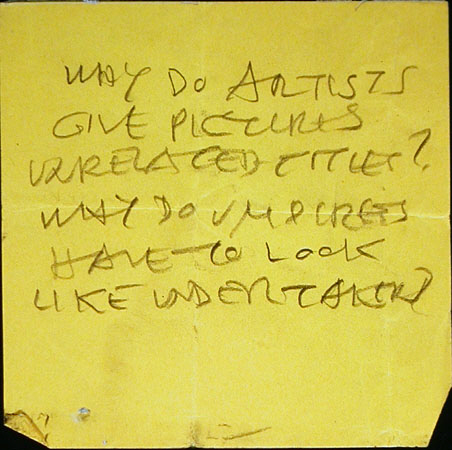 WHY DO ARTISTS
GIVE PICTURES
UNRELATED TITLES?
WHY DO UMPIRES
HAVE TO LOOK
LIKE UNDERTAKERS?